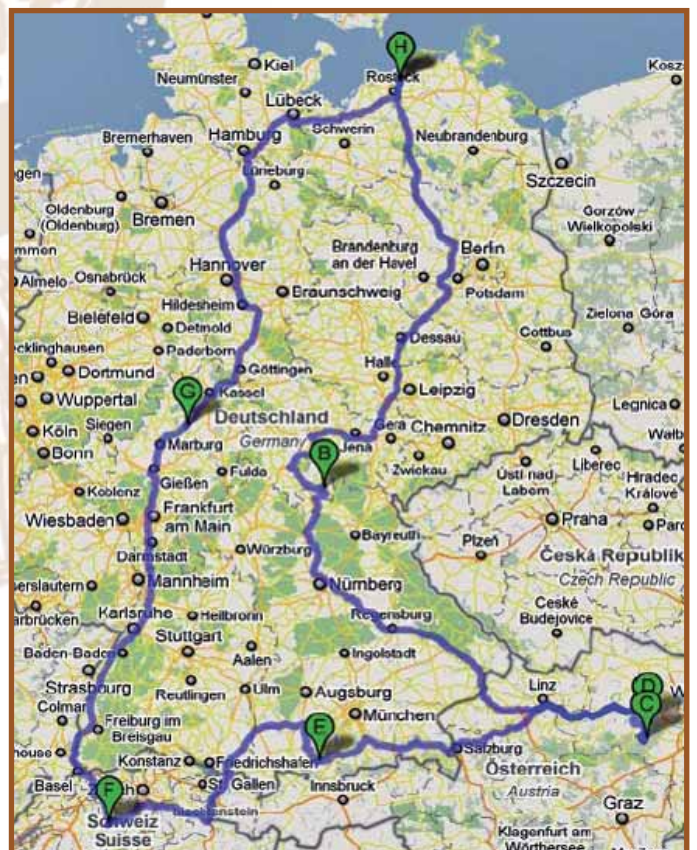 H
Kiel
Neumünster
Rostock
Lübeck
Bremerhaven
Hamburg
Schwerin
Neubrandenburg
Lüneburg
Szczecin
Oldenburg
(Oldenburg)
Bremen
Gorzów
Wielkopolski
Hannover
Brandenburg
an der Havel
Berlin
Almelo
Osnabrück
Braunschweig
Potsdam
Hildesheim
Bielefeld
Detmold
Zielona Góra
Dessau
Cottbus
Paderborn
ecklinghausen
Göttingen
Halle
Dortmund
G
Kassel
Leipzig
Wuppertal
Deutschland
Legnica
Köln
Siegen
Germany
Gera
Chemnitz
Dresden
Marburg
Jena
Bonn
B
Zwickau
Liberec
Gießen
Fulda
Ústí nad
Labem
Hradec
Králové
Koblenz
Wiesbaden
Frankfurt
am Main
Praha
Bayreuth
Plzeň
Würzburg
Darmstadt
Česká Republik
Czech Republic
erslautern
Mannheim
Nürnberg
arbrücken
Karlsruhe
Heilbronn
Regensburg
České
Budejovice
Stuttgart
Baden-Baden
Aalen
Ingolstadt
Strasbourg
Reutlingen
Ulm
Augsburg
Linz
D
C
Colmar
Freiburg im
Breisgau
München
E
Konstanz
Friedrichshafen
Salzburg
Basel
St. Gallen
Innsbruck
Österreich
Austria
F
Liechtenstein
Schweiz
Suisse
Graz
Klagenfurt am
Wörthersee